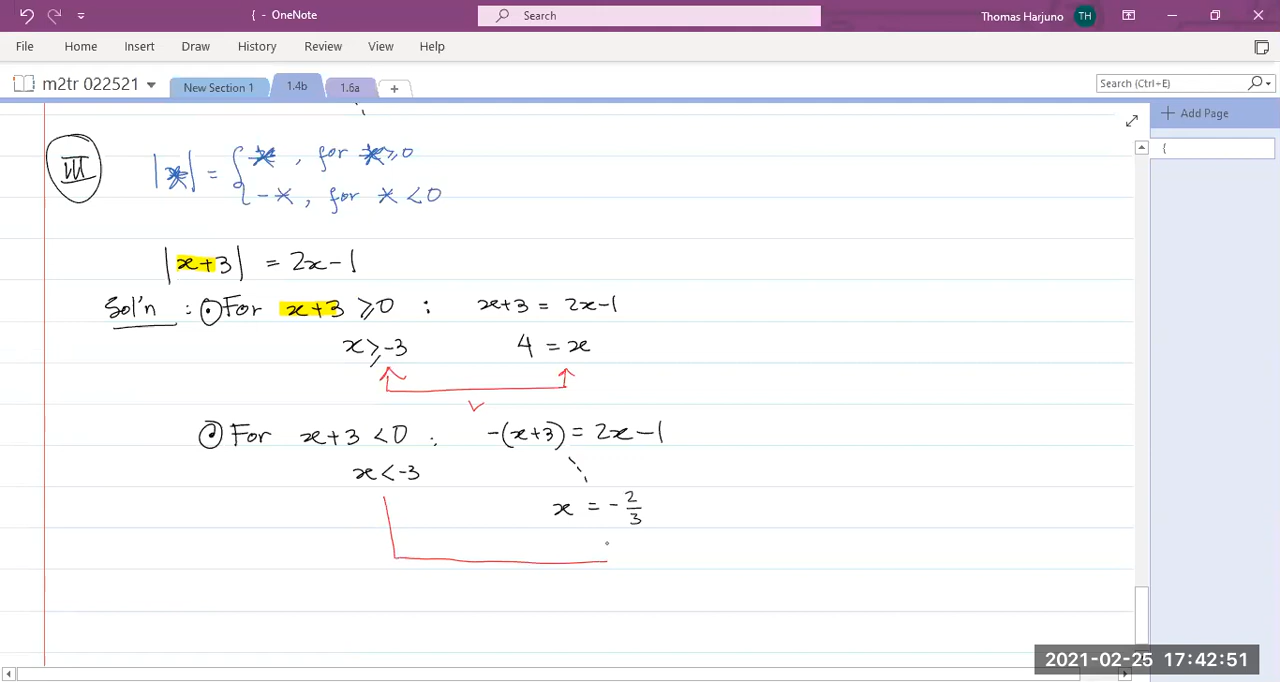 { - OneNote
Search
Thomas Harjuno
TH
File Home Insert Draw History Review View Help
m2tr 022521
New Section 1
1.4b
1.6a
+
Search (Ctrl+E)
Add Page
{
III
|*| = { * , for * ≥ 0
-* , for * < 0
|x+3| = 2x-1
Sol'n : • For x+3 ≥ 0 : x+3 = 2x-1
x ≥ -3 4 = x
✓
• For x+3 < 0 : -(x+3) = 2x-1
x < -3
x = -2/3
2021-02-25 17:42:51